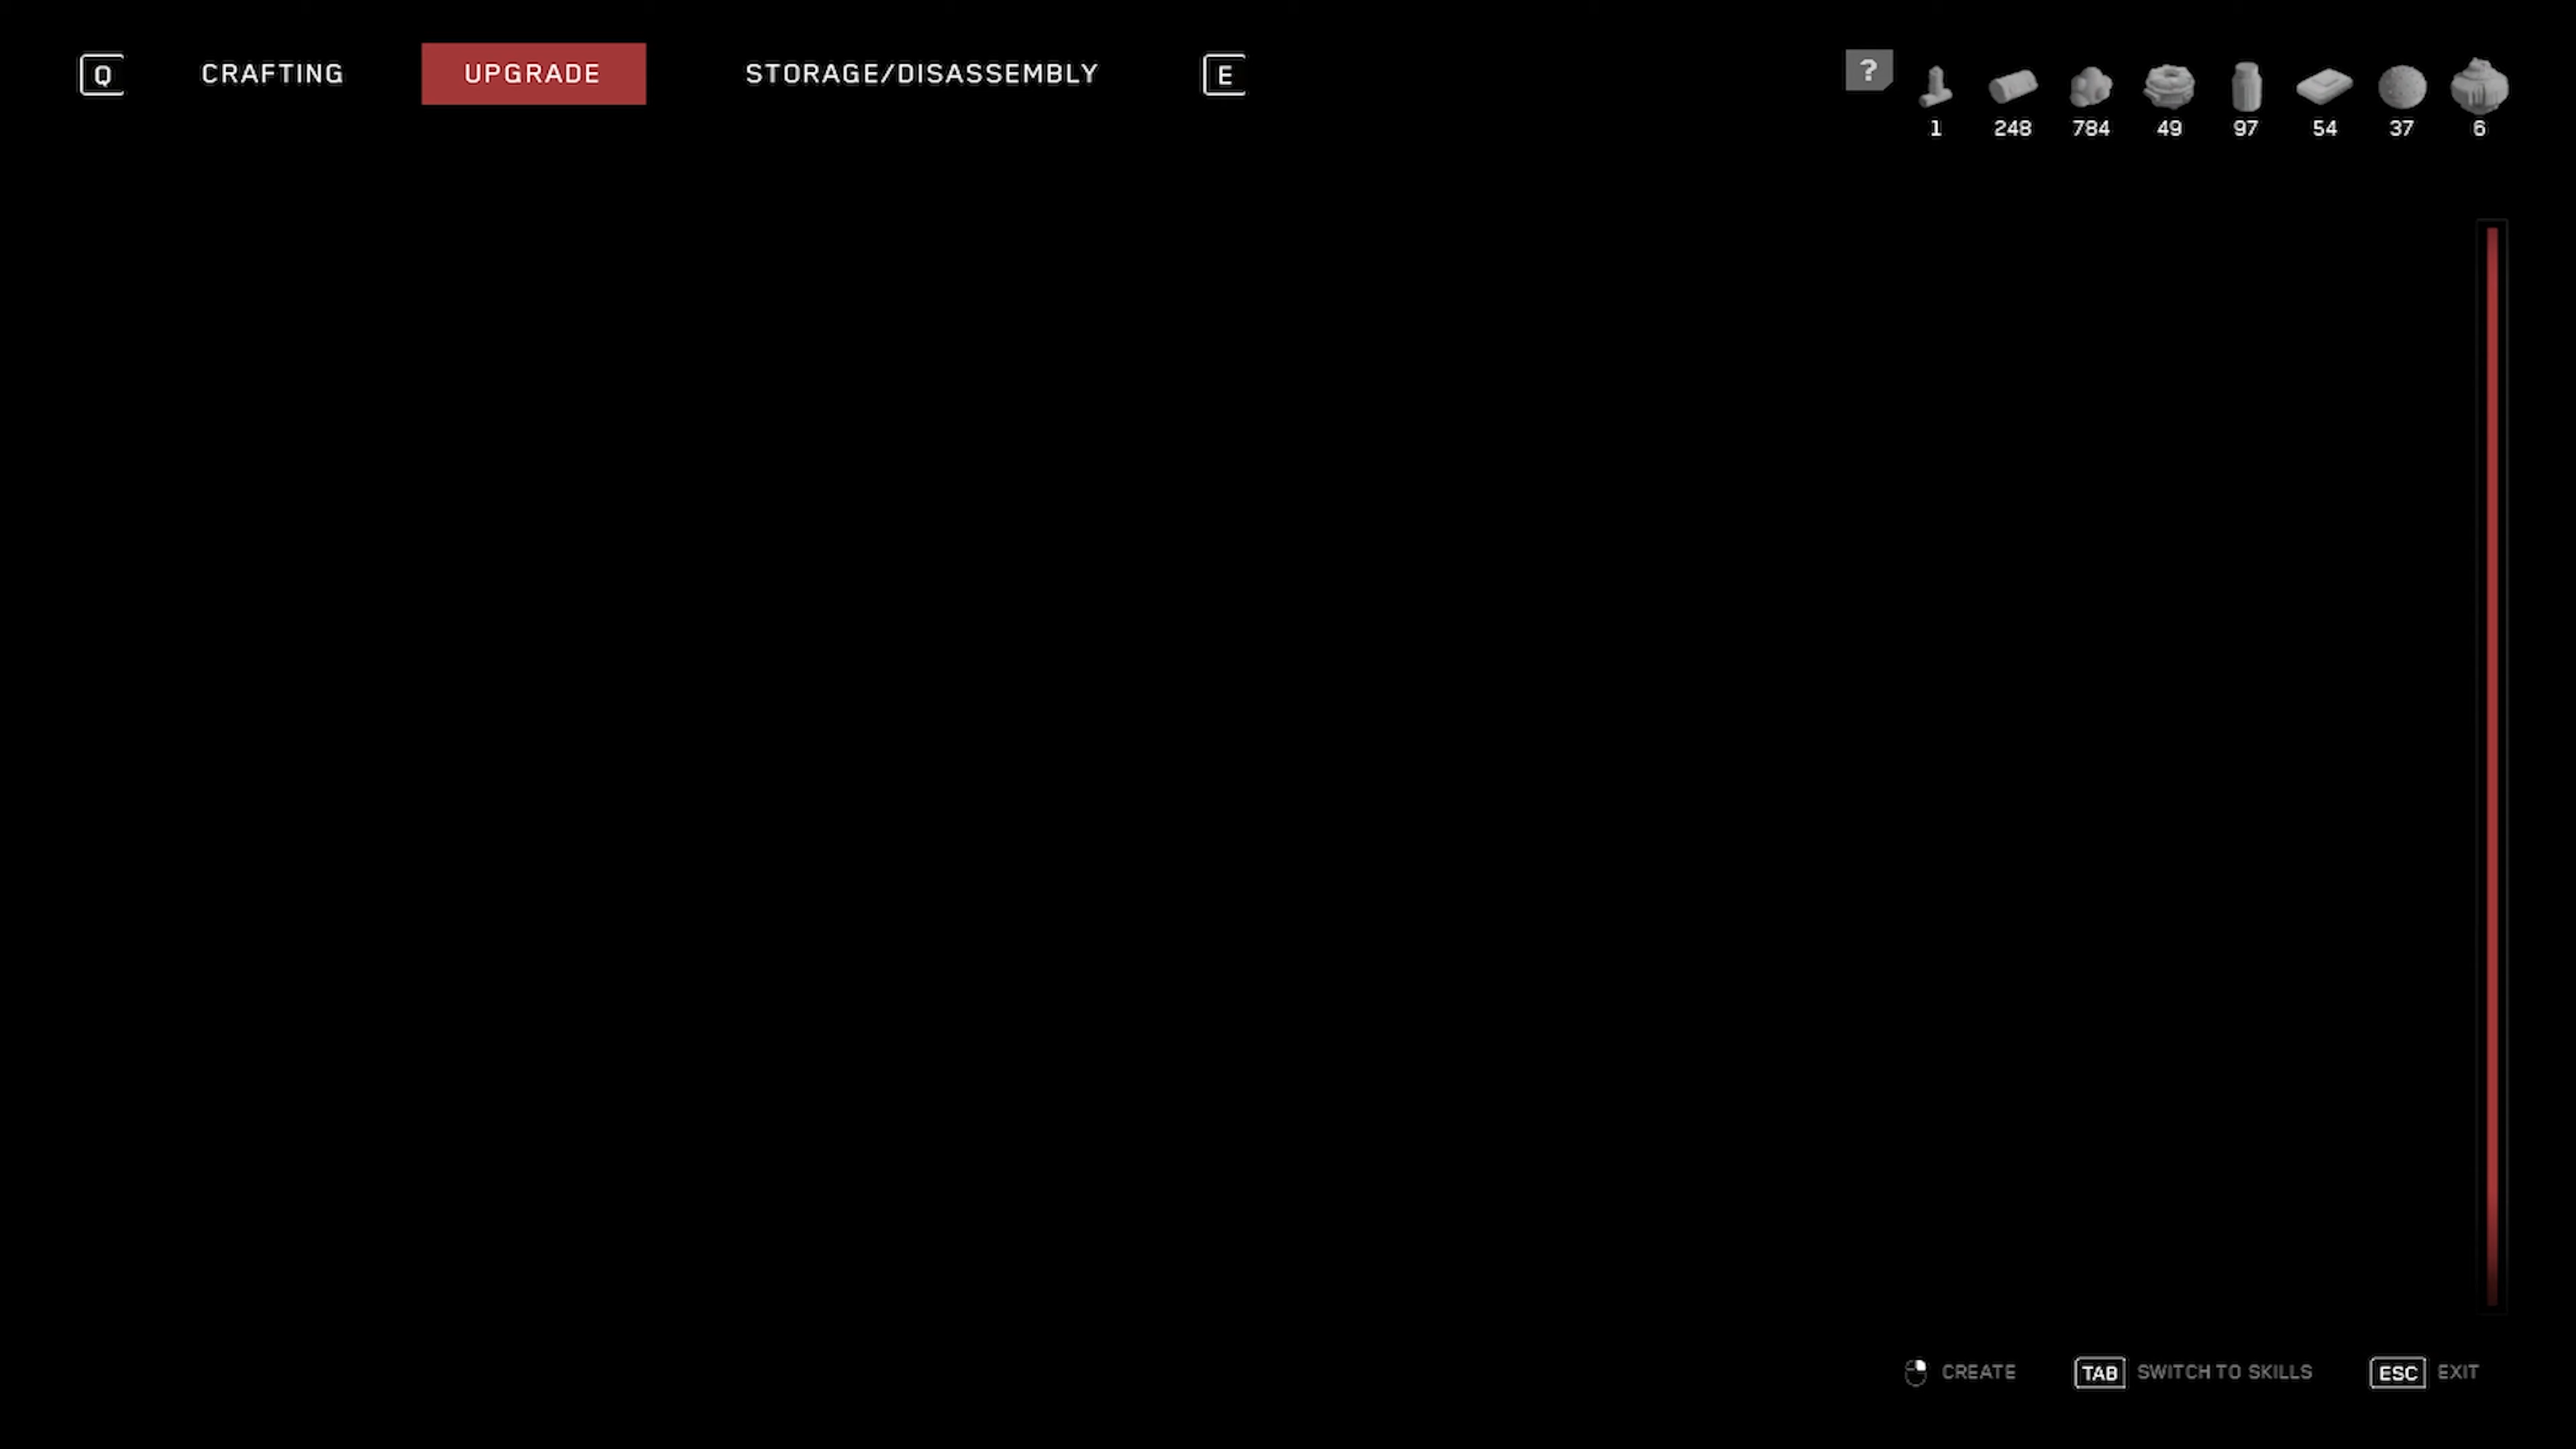 Q CRAFTING UPGRADE STORAGE/DISASSEMBLY E ?
1 248 784 49 97 54 37 6
CREATE TAB SWITCH TO SKILLS ESC EXIT